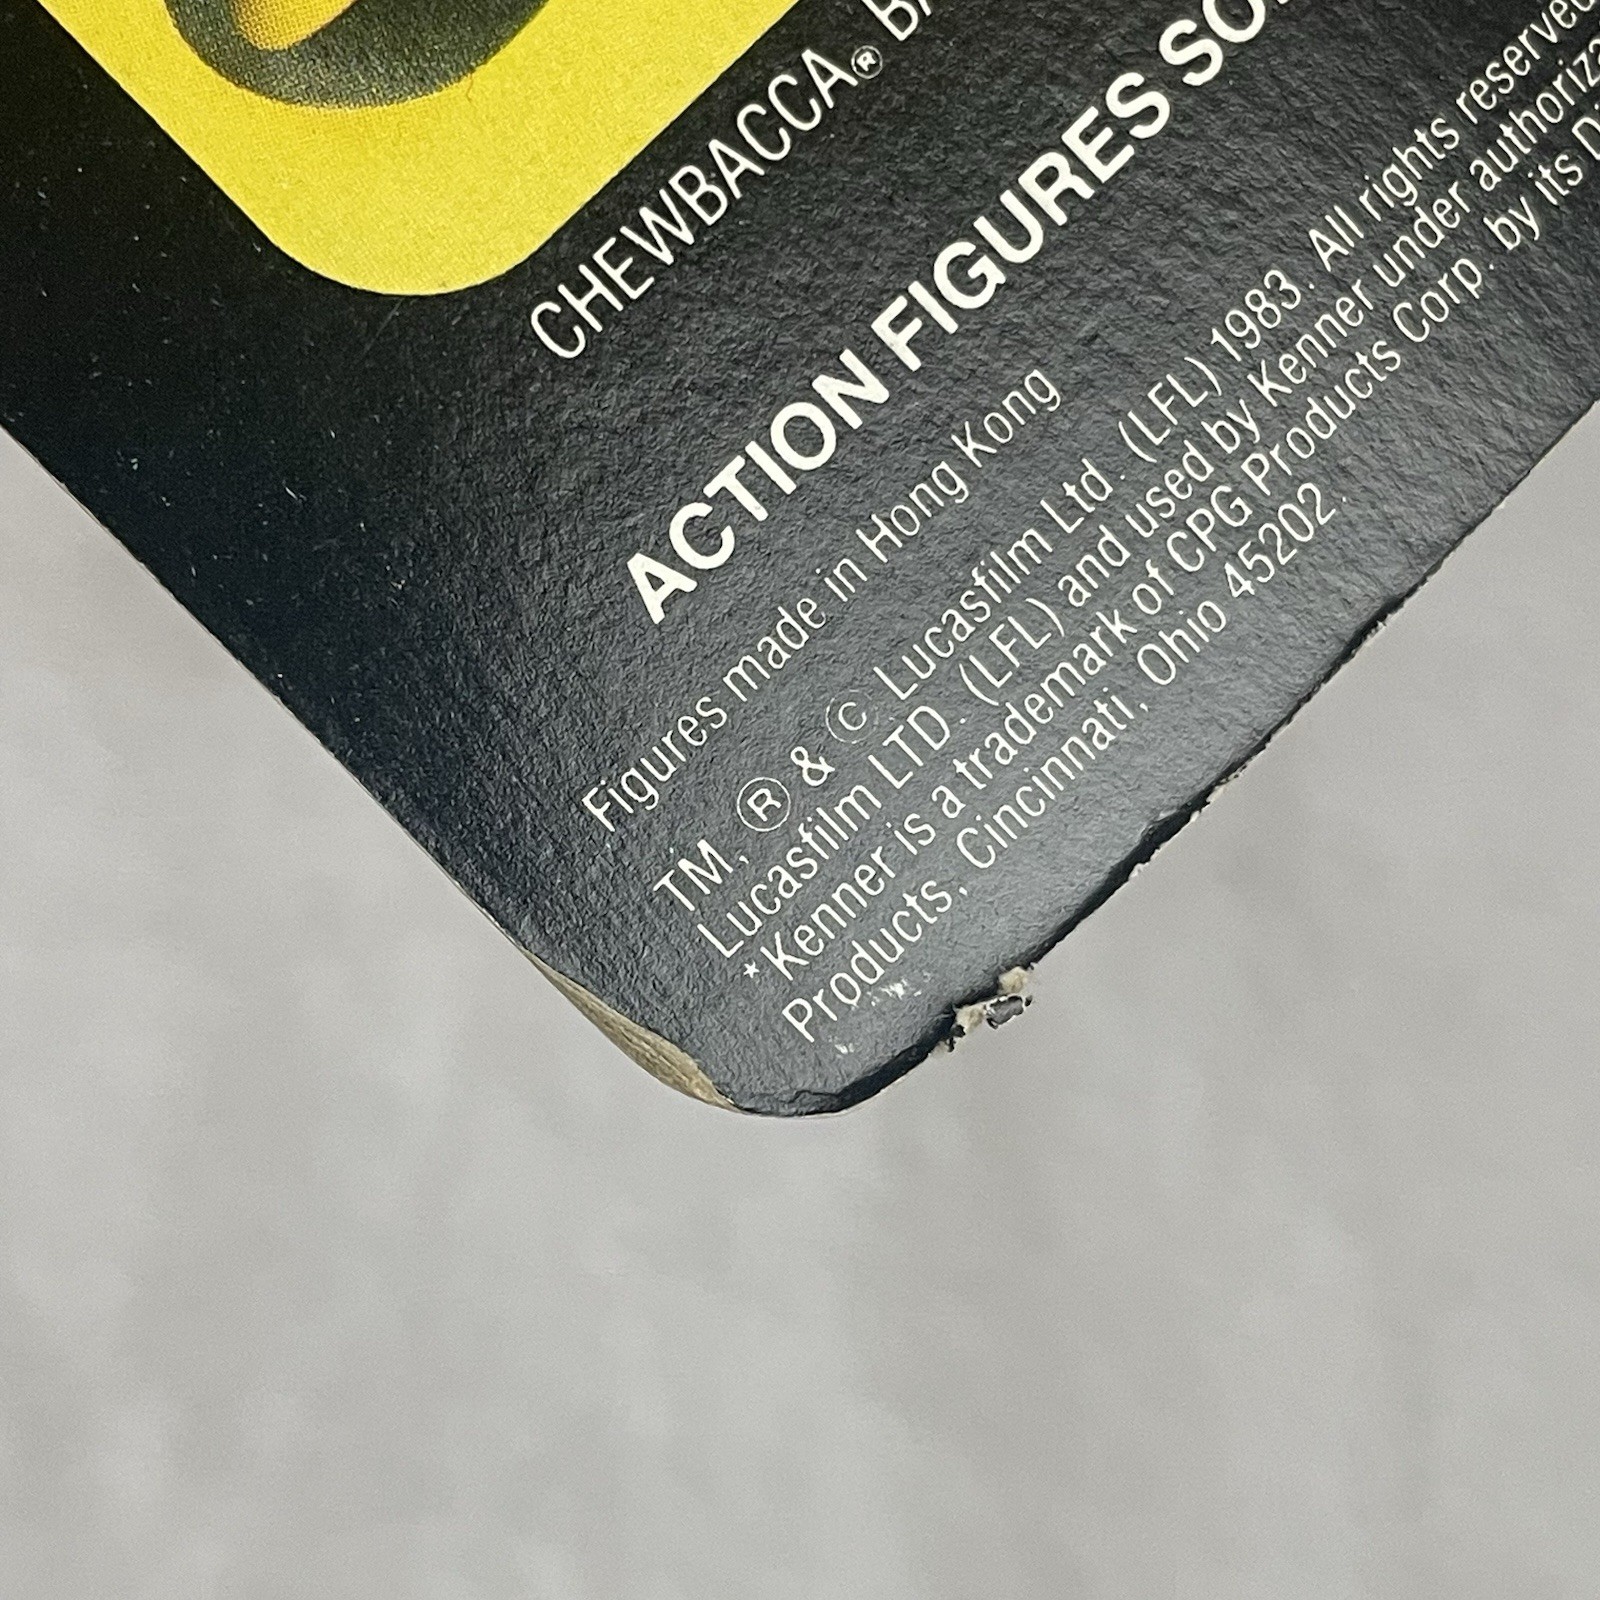 CHEWBACCA®
ACTION FIGURES
Figures made in Hong Kong
TM, ® & © Lucasfilm Ltd. (LFL) 1983. All rights reserved
Lucasfilm LTD. (LFL) and used by Kenner under
*Kenner is a trademark of CPG Products Corp. by its
Products, Cincinnati, Ohio 45202.